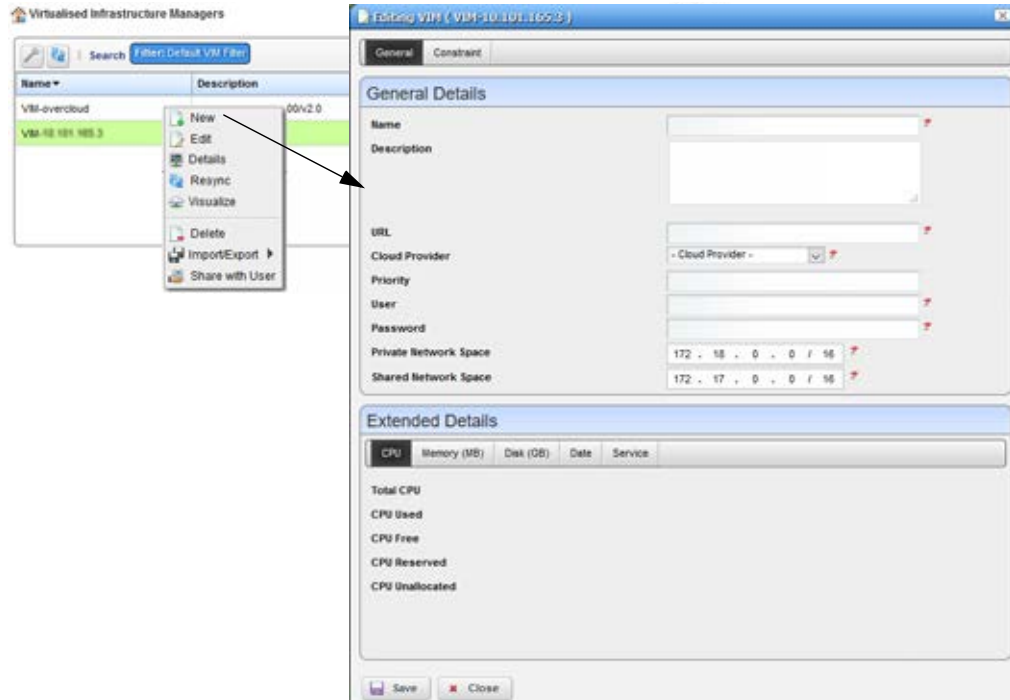 Virtualised Infrastructure Managers
Search Filter: Default VIM Filter
Name Description
VIM-overcloud 00/v2.0
VIM-10.101.165.3
New
Edit
Details
Resync
Visualize
Delete
Import/Export
Share with User
Editing VIM ( VIM-10.101.165.3 )
General Constraint
General Details
Name
Description
URL
Cloud Provider - Cloud Provider -
Priority
User
Password
Private Network Space 172 . 18 . 0 . 0 / 16
Shared Network Space 172 . 17 . 0 . 0 / 16
Extended Details
CPU Memory (MB) Disk (GB) Date Service
Total CPU
CPU Used
CPU Free
CPU Reserved
CPU Unallocated
Save Close